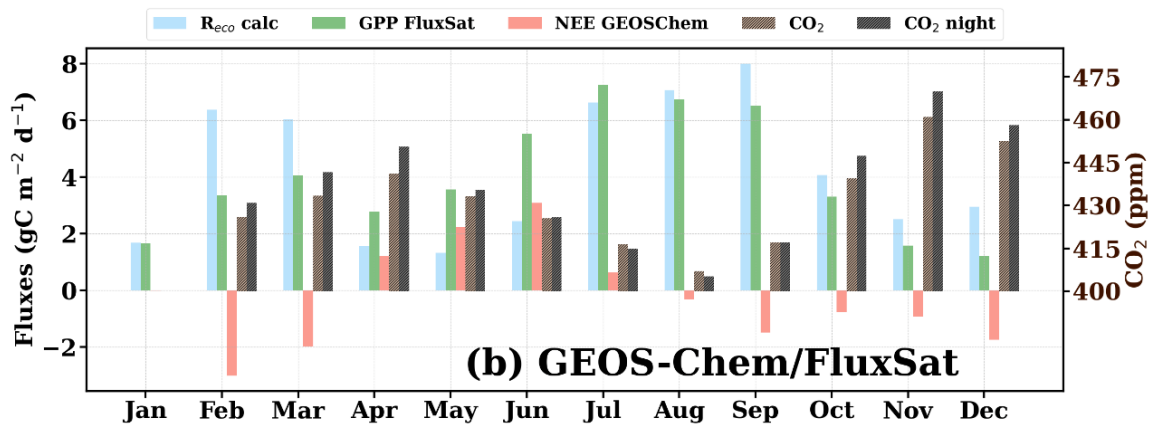 R_eco calc GPP FluxSat NEE GEOSChem CO₂ CO₂ night
Fluxes (gC m⁻² d⁻¹)
8
6
4
2
0
−2
475
460
445
430
415
400
CO₂ (ppm)
(b) GEOS-Chem/FluxSat
Jan Feb Mar Apr May Jun Jul Aug Sep Oct Nov Dec